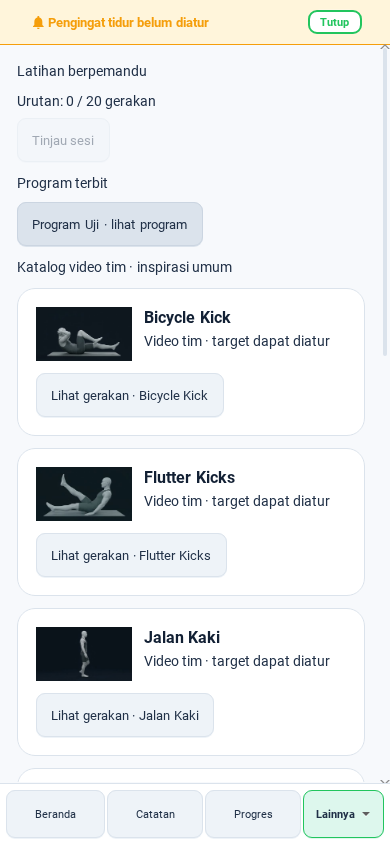 Pengingat tidur belum diatur
Tutup
Latihan berpemandu
Urutan: 0 / 20 gerakan
Tinjau sesi
Program terbit
Program Uji · lihat program
Katalog video tim · inspirasi umum
Bicycle Kick
Video tim · target dapat diatur
Lihat gerakan · Bicycle Kick
Flutter Kicks
Video tim · target dapat diatur
Lihat gerakan · Flutter Kicks
Jalan Kaki
Video tim · target dapat diatur
Lihat gerakan · Jalan Kaki
Beranda
Catatan
Progres
Lainnya